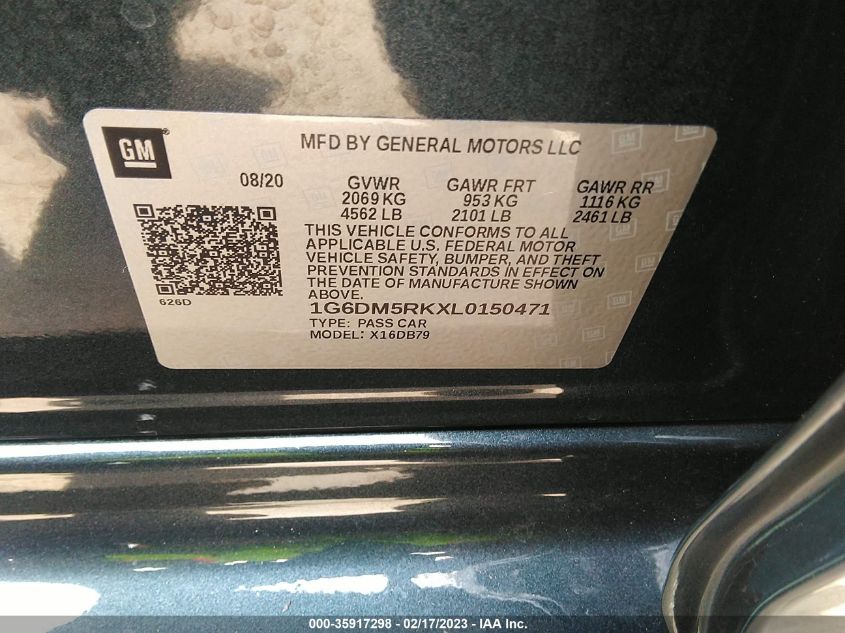 GM
MFD BY GENERAL MOTORS LLC
08/20
GVWR GAWR FRT GAWR RR
2069 KG 953 KG 1116 KG
4562 LB 2101 LB 2461 LB
THIS VEHICLE CONFORMS TO ALL
APPLICABLE U.S. FEDERAL MOTOR
VEHICLE SAFETY, BUMPER, AND THEFT
PREVENTION STANDARDS IN EFFECT ON
THE DATE OF MANUFACTURE SHOWN
ABOVE.
626D
1G6DM5RKXL0150471
TYPE: PASS CAR
MODEL: X16DB79
000-35917298 - 02/17/2023 - IAA Inc.